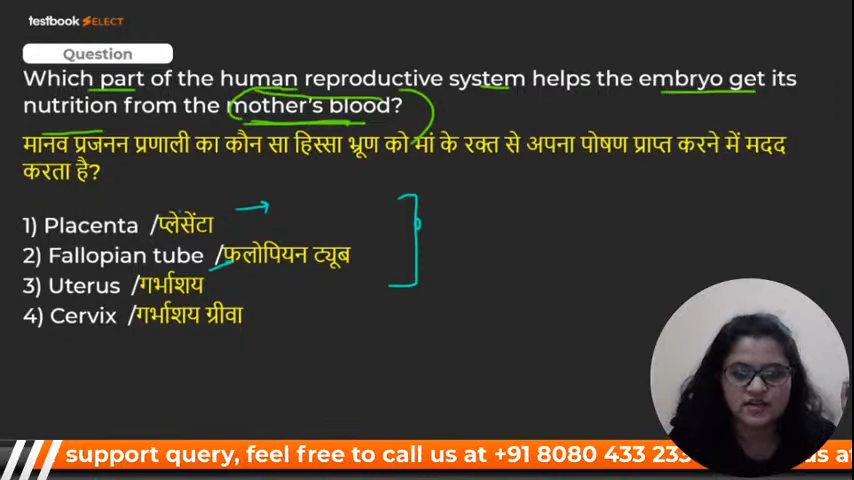 testbook SELECT
Question
Which part of the human reproductive system helps the embryo get its
nutrition from the mother's blood?
मानव प्रजनन प्रणाली का कौन सा हिस्सा भ्रूण को मां के रक्त से अपना पोषण प्राप्त करने में मदद
करता है?
1) Placenta /प्लेसेंटा
2) Fallopian tube /फलोपियन ट्यूब
3) Uterus /गर्भाशय
4) Cervix /गर्भाशय ग्रीवा
support query, feel free to call us at +91 8080 433 233